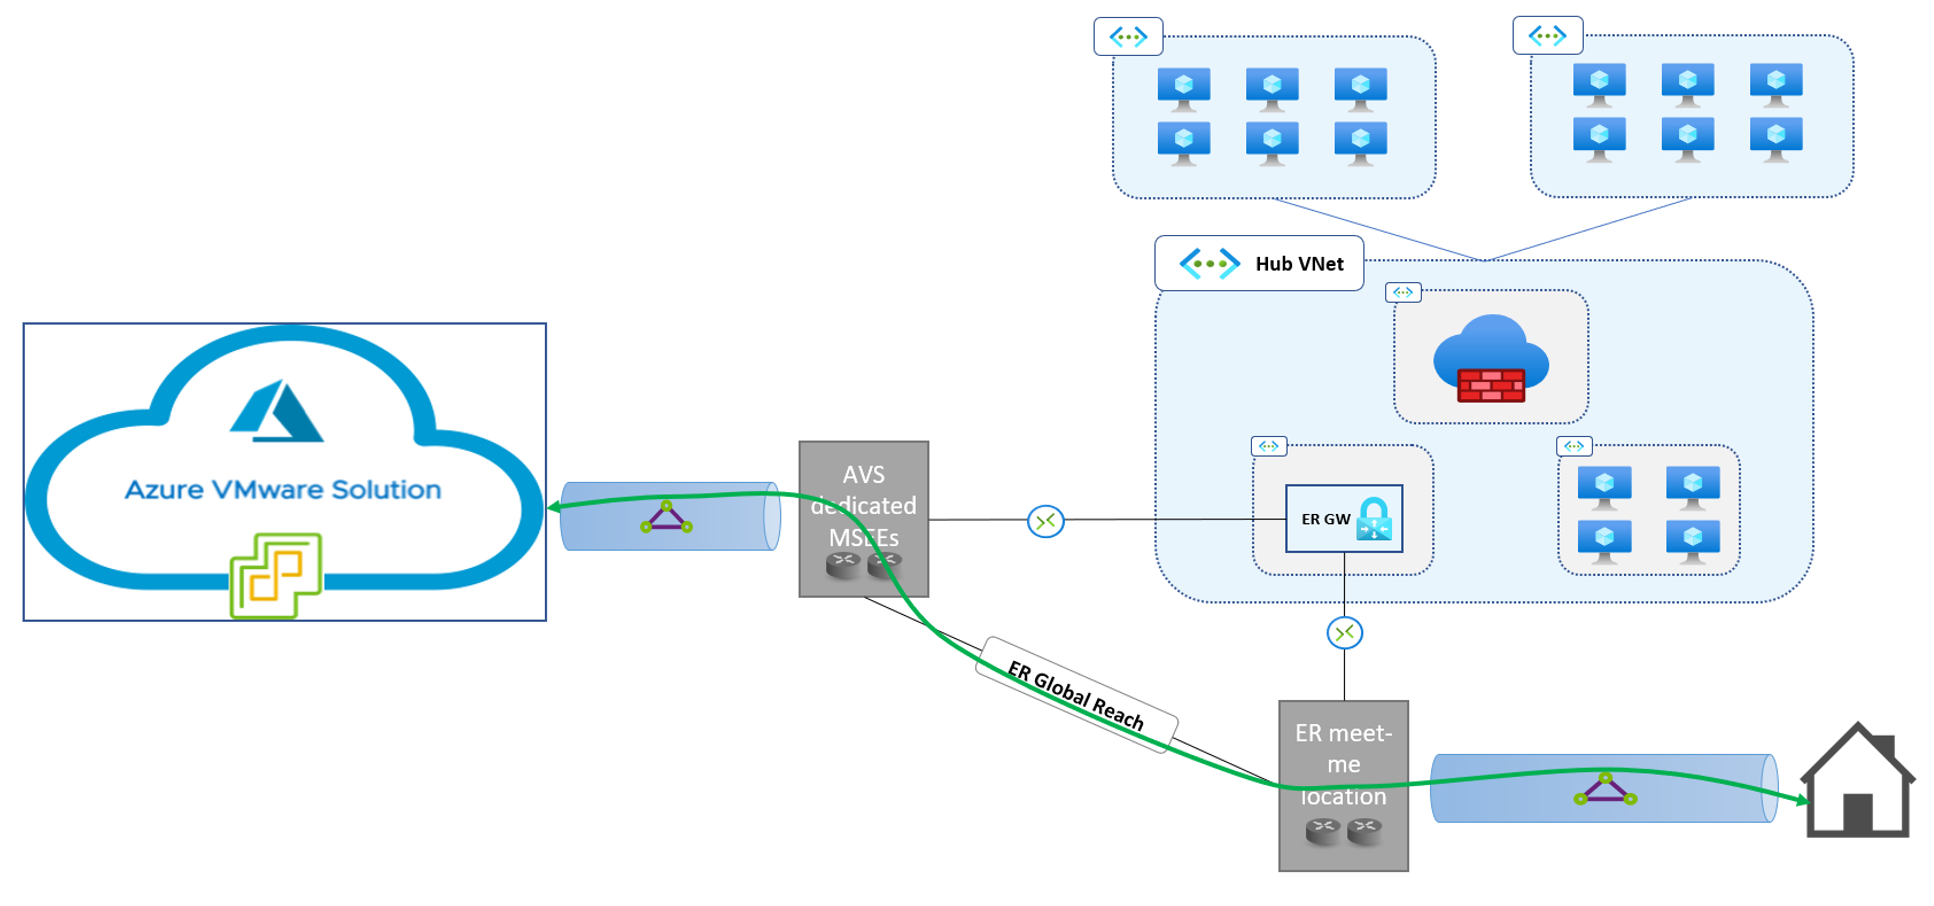 Hub VNet
Azure VMware Solution
AVS
dedicated
MSEEs
ER GW
ER Global Reach
ER meet-
me
location